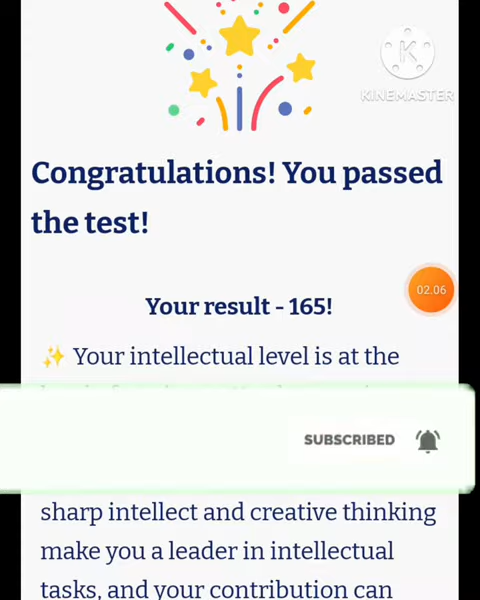 KINEMASTER
Congratulations! You passed
the test!
02.06
Your result - 165!
✨ Your intellectual level is at the
SUBSCRIBED
sharp intellect and creative thinking
make you a leader in intellectual
tasks, and your contribution can